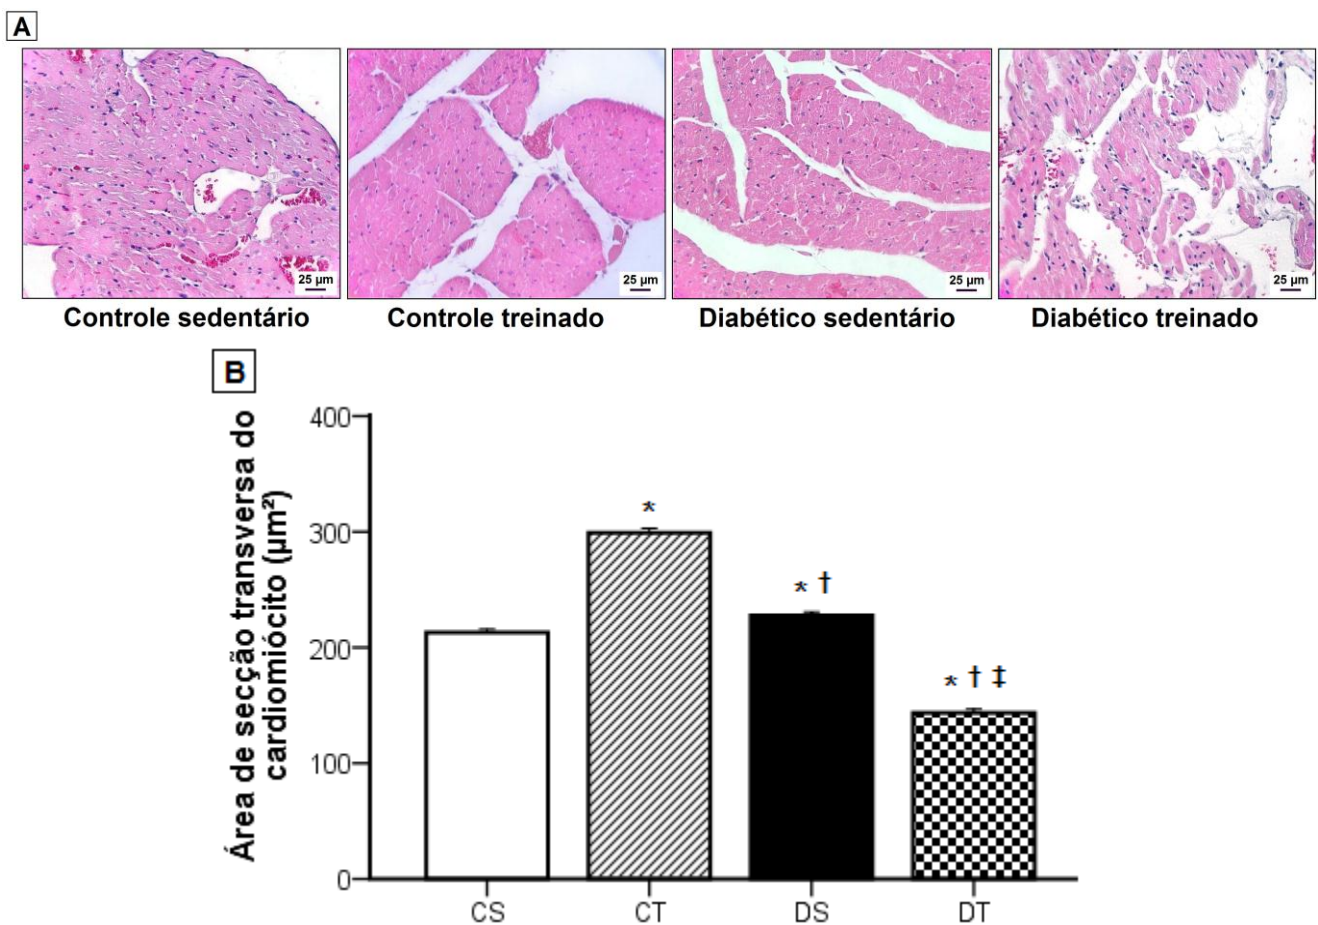 A
25 µm
25 µm
25 µm
25 µm
Controle sedentário
Controle treinado
Diabético sedentário
Diabético treinado
B
Área de secção transversa do
cardiomiócito (µm²)
400
300
200
100
0
*
* †
* † ‡
CS
CT
DS
DT